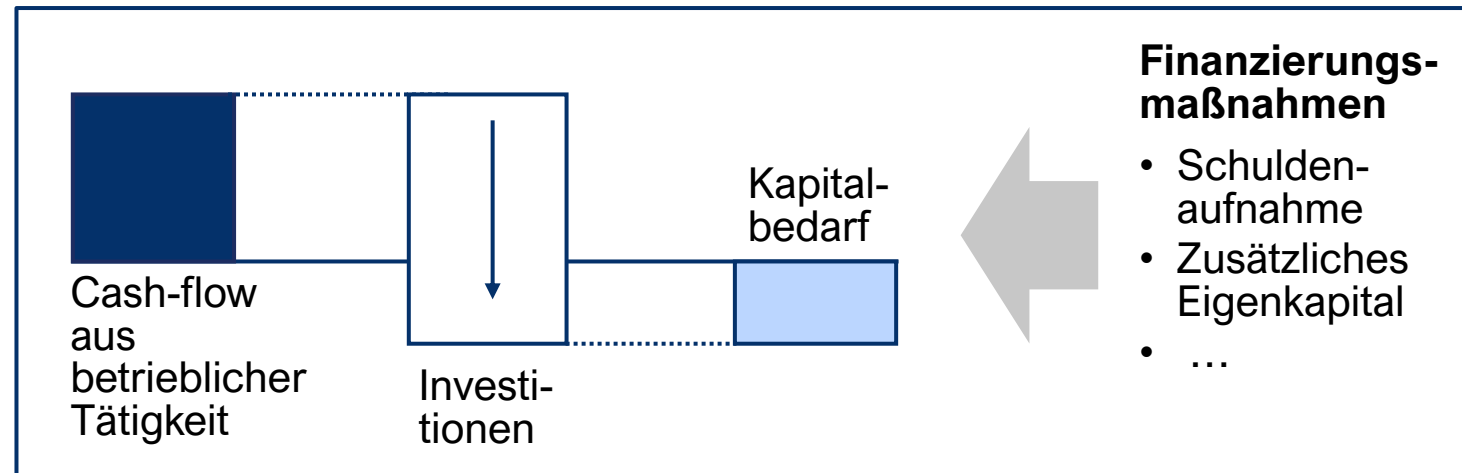 Cash-flow
aus
betrieblicher
Tätigkeit
Investi-
tionen
Kapital-
bedarf
Finanzierungs-
maßnahmen
• Schulden-
aufnahme
• Zusätzliches
Eigenkapital
• …